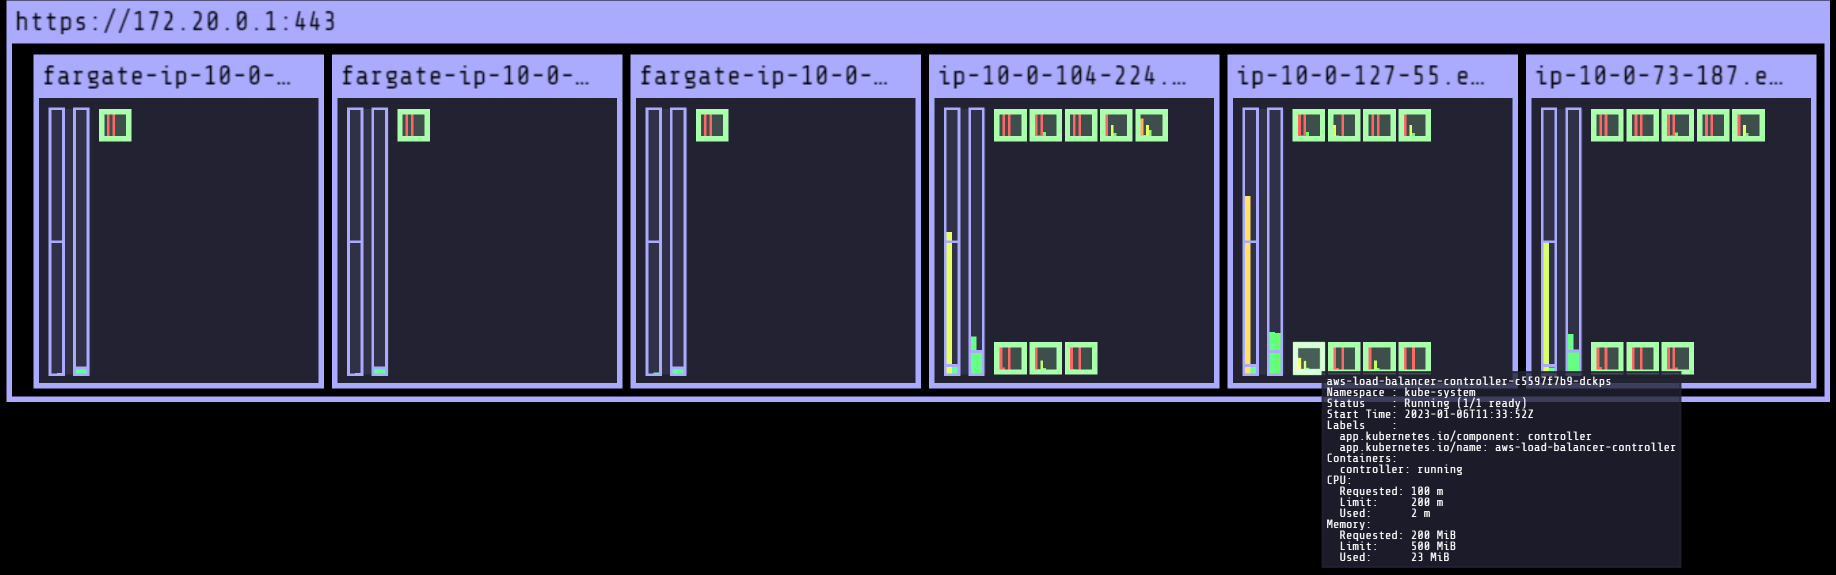 https://172.20.0.1:443
fargate-ip-10-0-…
fargate-ip-10-0-…
fargate-ip-10-0-…
ip-10-0-104-224.…
ip-10-0-127-55.e…
ip-10-0-73-187.e…
aws-load-balancer-controller-c5597f7b9-dckps
Namespace : kube-system
Status    : Running (1/1 ready)
Start Time: 2023-01-06T11:33:52Z
Labels    :
app.kubernetes.io/component: controller
app.kubernetes.io/name: aws-load-balancer-controller
Containers:
controller: running
CPU:
Requested: 100 m
Limit:     200 m
Used:      2 m
Memory:
Requested: 200 MiB
Limit:     500 MiB
Used:      23 MiB